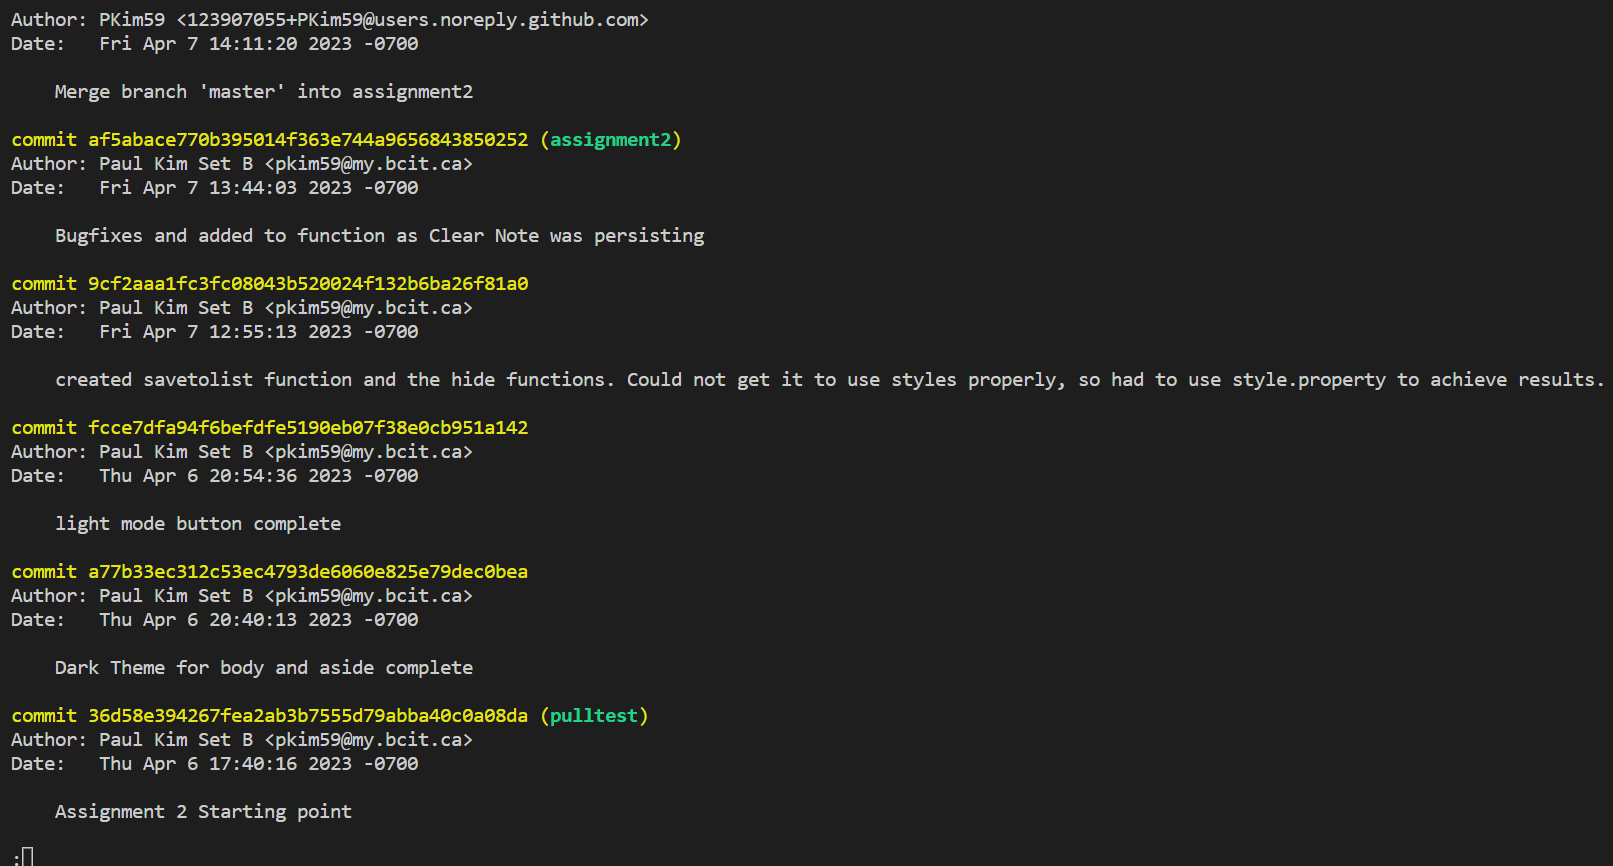 Author: PKim59 <123907055+PKim59@users.noreply.github.com>
Date:   Fri Apr 7 14:11:20 2023 -0700
    Merge branch 'master' into assignment2
commit af5abace770b395014f363e744a9656843850252 (assignment2)
Author: Paul Kim Set B <pkim59@my.bcit.ca>
Date:   Fri Apr 7 13:44:03 2023 -0700
    Bugfixes and added to function as Clear Note was persisting
commit 9cf2aaa1fc3fc08043b520024f132b6ba26f81a0
Author: Paul Kim Set B <pkim59@my.bcit.ca>
Date:   Fri Apr 7 12:55:13 2023 -0700
    created savetolist function and the hide functions. Could not get it to use styles properly, so had to use style.property to achieve results.
commit fcce7dfa94f6befdfe5190eb07f38e0cb951a142
Author: Paul Kim Set B <pkim59@my.bcit.ca>
Date:   Thu Apr 6 20:54:36 2023 -0700
    light mode button complete
commit a77b33ec312c53ec4793de6060e825e79dec0bea
Author: Paul Kim Set B <pkim59@my.bcit.ca>
Date:   Thu Apr 6 20:40:13 2023 -0700
    Dark Theme for body and aside complete
commit 36d58e394267fea2ab3b7555d79abba40c0a08da (pulltest)
Author: Paul Kim Set B <pkim59@my.bcit.ca>
Date:   Thu Apr 6 17:40:16 2023 -0700
    Assignment 2 Starting point
: